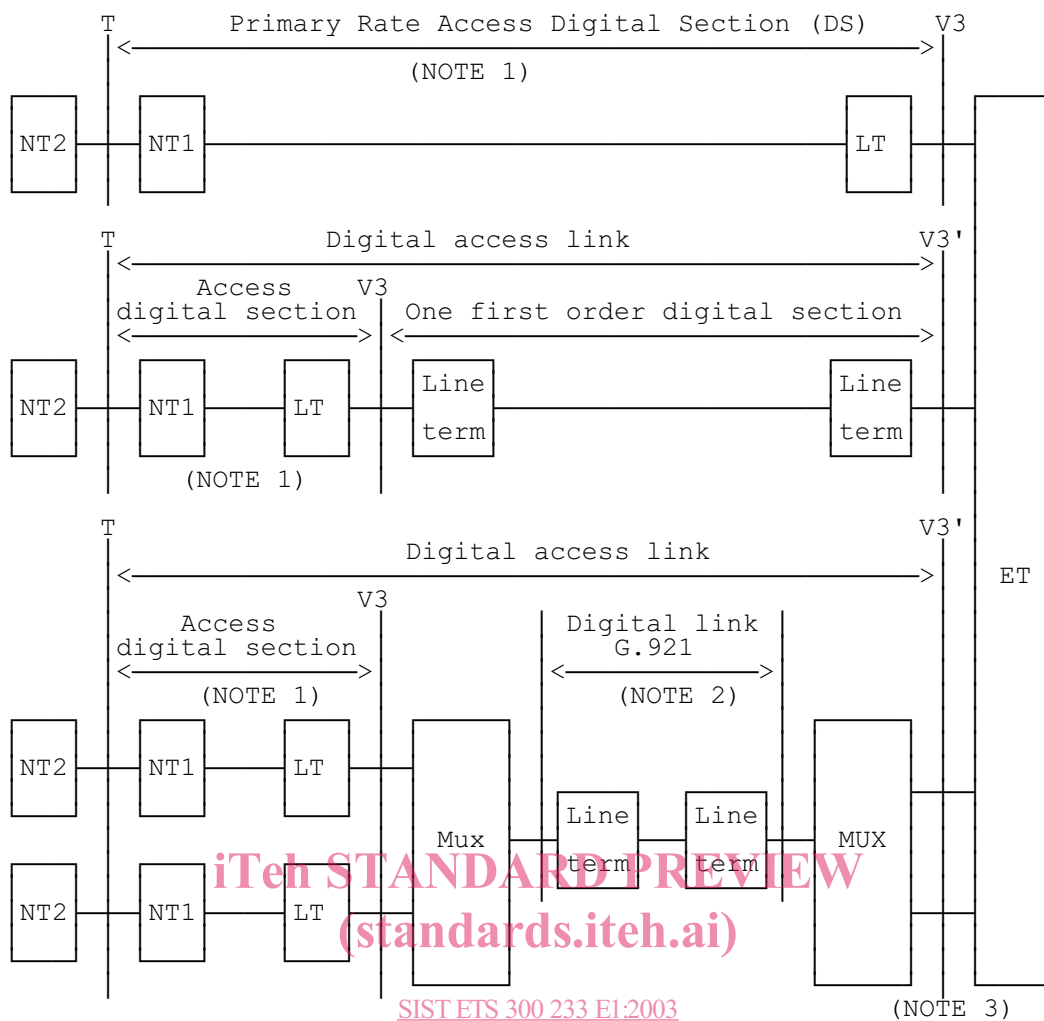 T Primary Rate Access Digital Section (DS) V3
(NOTE 1)
NT2 NT1 LT
T Digital access link V3'
Access V3
digital section One first order digital section
NT2 NT1 LT Line term Line term
(NOTE 1)
T V3'
Digital access link
ET
V3
Access Digital link
digital section G.921
(NOTE 1) (NOTE 2)
NT2 NT1 LT
Line term Line term
Mux MUX
iTeh STANDARD PREVIEW
NT2 NT1 LT
(standards.iteh.ai)
SIST ETS 300 233 E1:2003 (NOTE 3)